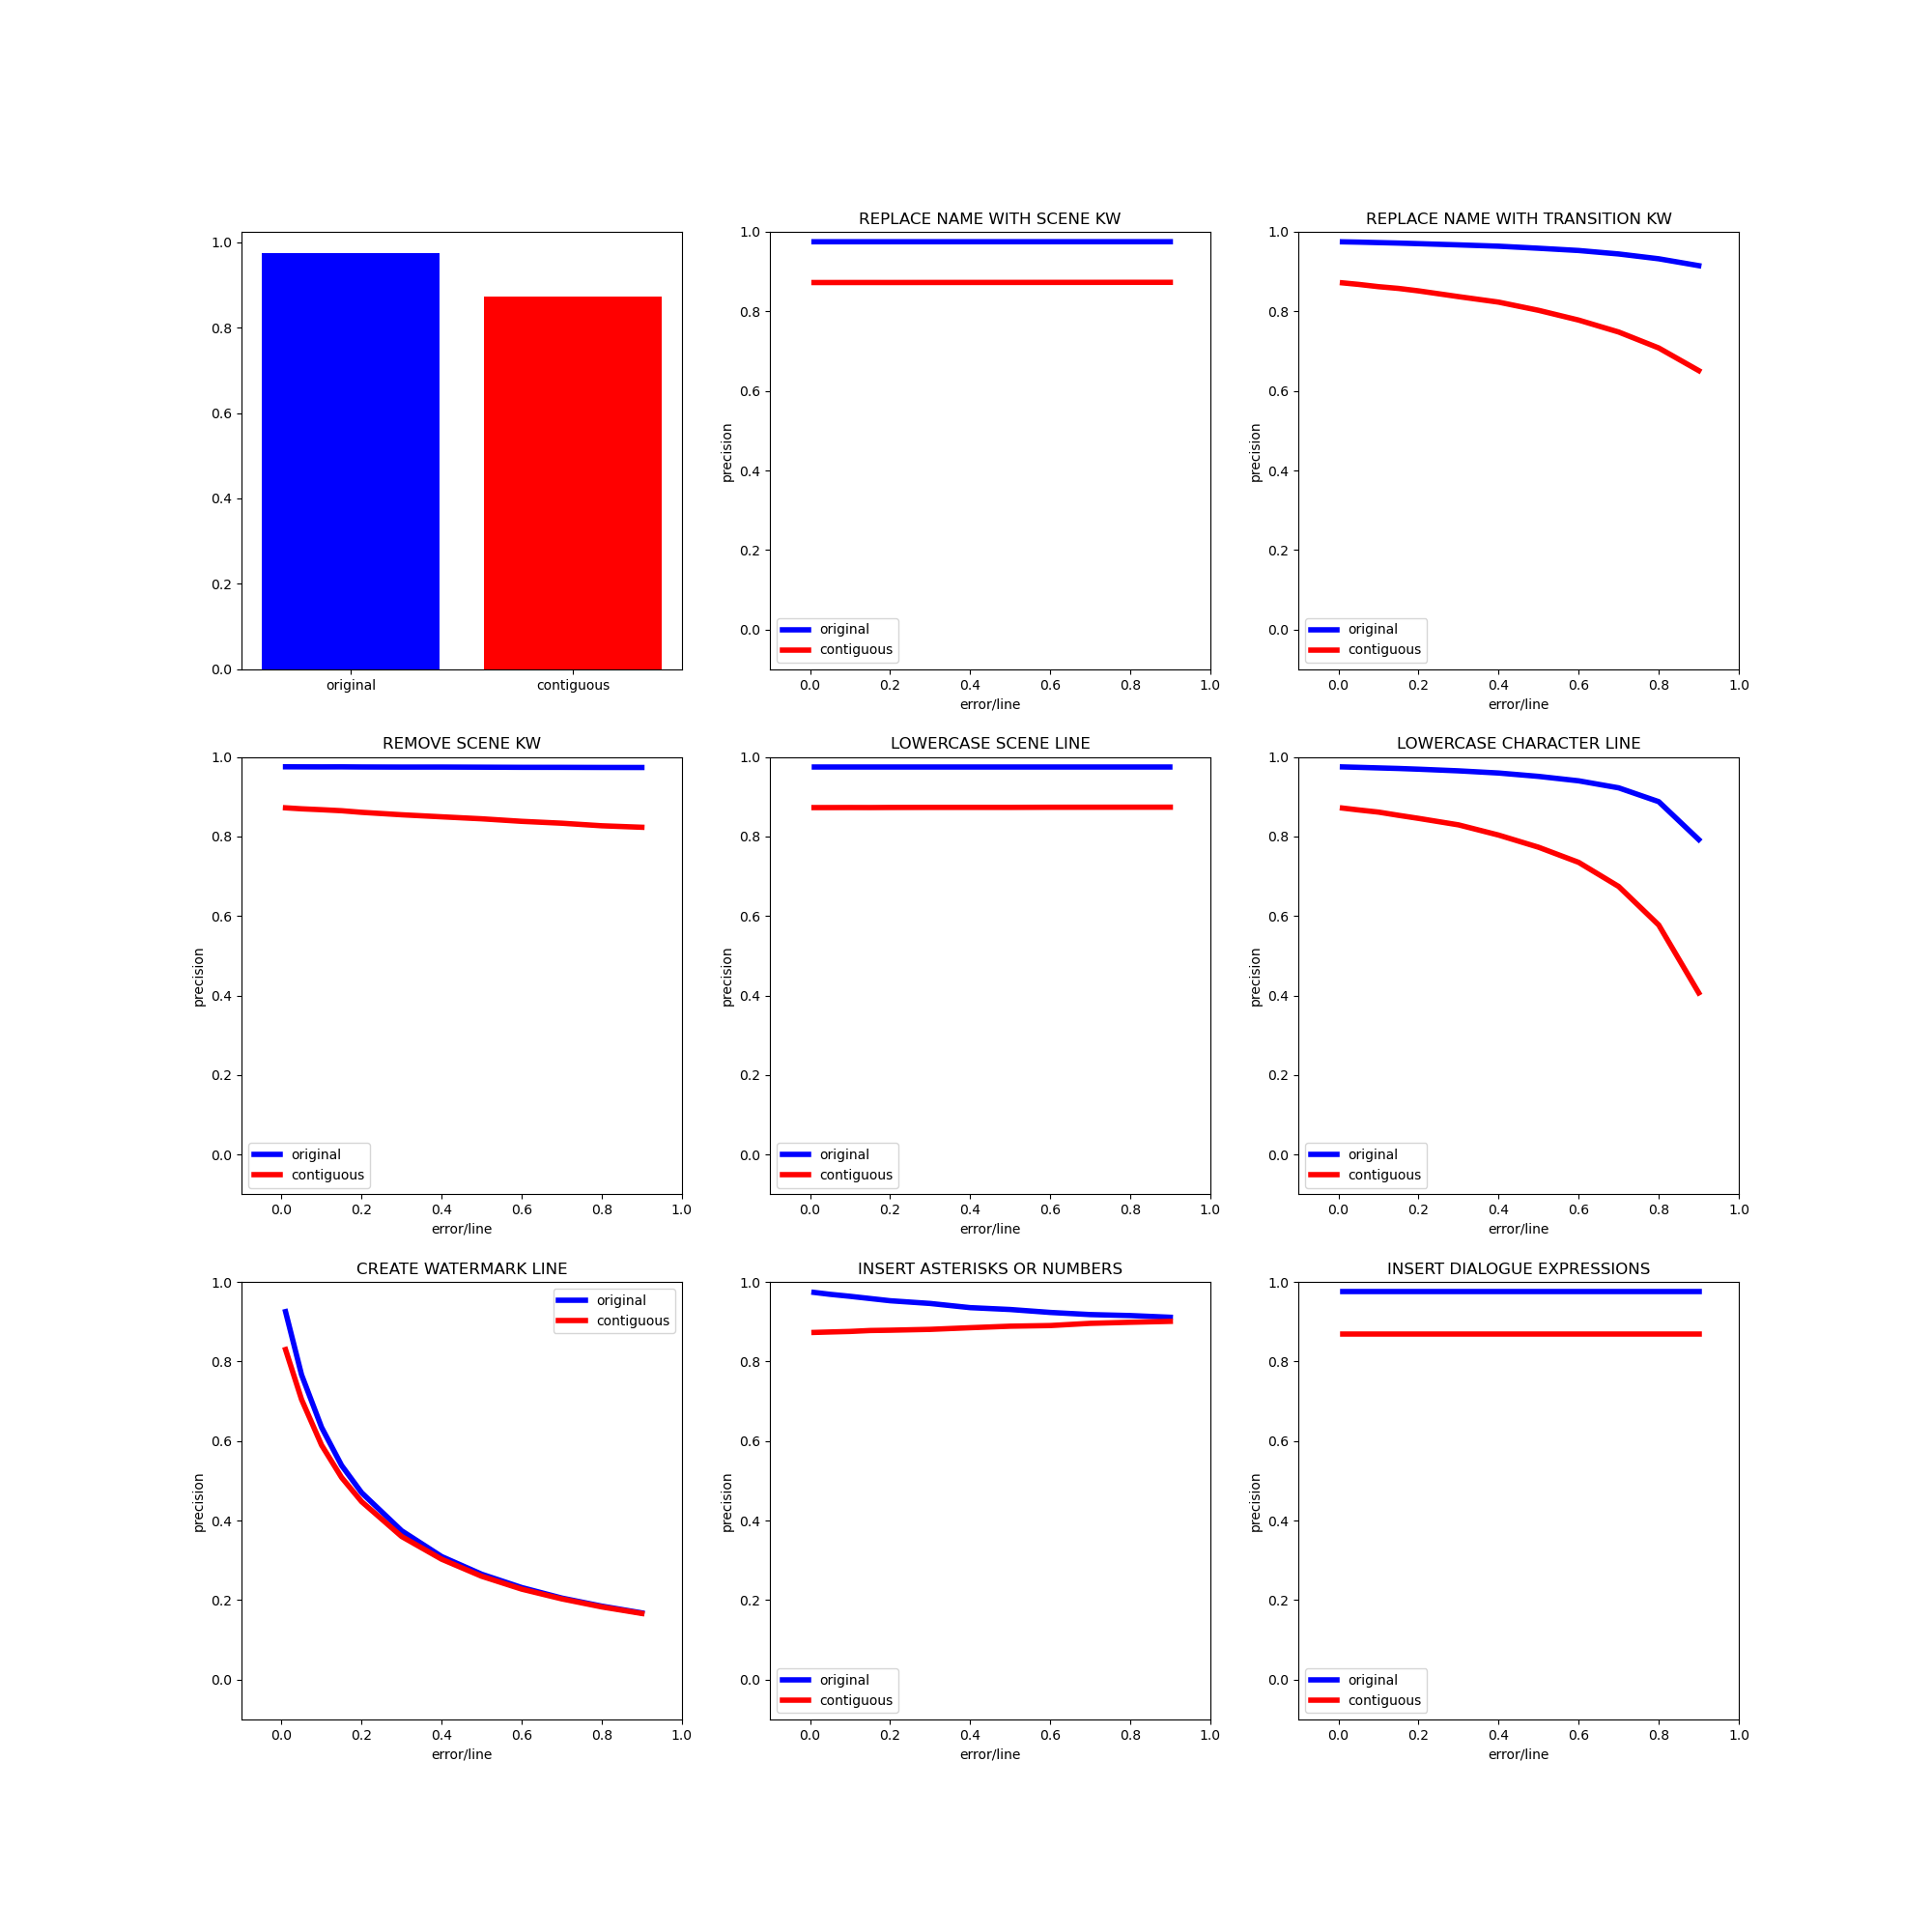 1.0
0.8
0.6
0.4
0.2
0.0
original contiguous
REPLACE NAME WITH SCENE KW
1.0
0.8
0.6
0.4
0.2
0.0
precision
original
contiguous
0.0 0.2 0.4 0.6 0.8 1.0
error/line
REPLACE NAME WITH TRANSITION KW
1.0
0.8
0.6
0.4
0.2
0.0
precision
original
contiguous
0.0 0.2 0.4 0.6 0.8 1.0
error/line
REMOVE SCENE KW
1.0
0.8
0.6
0.4
0.2
0.0
precision
original
contiguous
0.0 0.2 0.4 0.6 0.8 1.0
error/line
LOWERCASE SCENE LINE
1.0
0.8
0.6
0.4
0.2
0.0
precision
original
contiguous
0.0 0.2 0.4 0.6 0.8 1.0
error/line
LOWERCASE CHARACTER LINE
1.0
0.8
0.6
0.4
0.2
0.0
precision
original
contiguous
0.0 0.2 0.4 0.6 0.8 1.0
error/line
CREATE WATERMARK LINE
1.0
0.8
0.6
0.4
0.2
0.0
precision
original
contiguous
0.0 0.2 0.4 0.6 0.8 1.0
error/line
INSERT ASTERISKS OR NUMBERS
1.0
0.8
0.6
0.4
0.2
0.0
precision
original
contiguous
0.0 0.2 0.4 0.6 0.8 1.0
error/line
INSERT DIALOGUE EXPRESSIONS
1.0
0.8
0.6
0.4
0.2
0.0
precision
original
contiguous
0.0 0.2 0.4 0.6 0.8 1.0
error/line